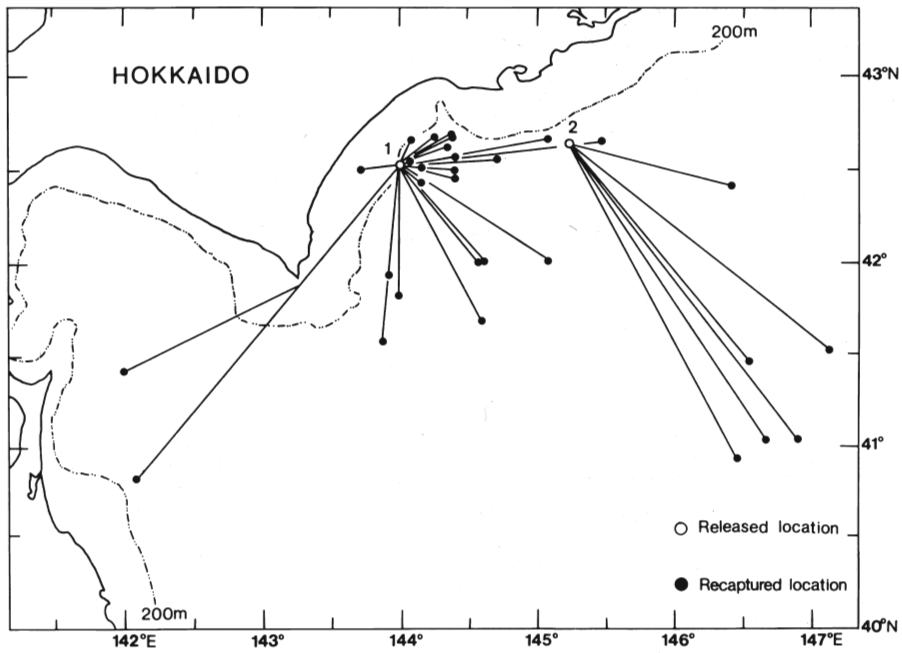 200m
HOKKAIDO
43°N
2
1
42°
41°
Released location
Recaptured location
200m
40°N
142°E
143°
144°
145°
146°
147°E